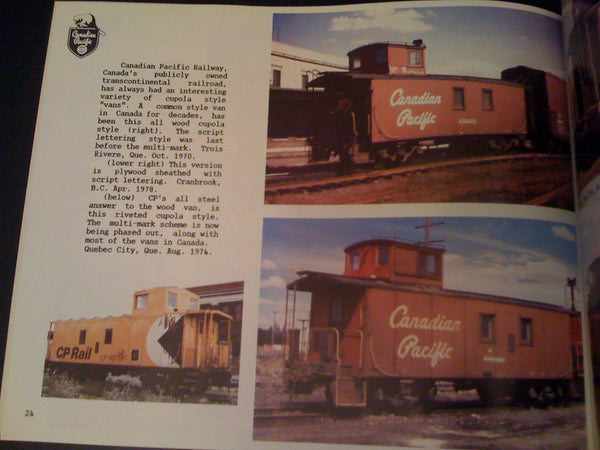 Canadian
Pacific
Canadian Pacific Railway,
Canada's publicly owned
transcontinental railroad,
has always had an interesting
variety of cupola style
"vans". A common style van
in Canada for decades, has
been this all wood cupola
style (right). The script
lettering style was last
before the multi-mark. Trois
Rivere, Que. Oct. 1970.
(lower right) This version
is plywood sheathed with
script lettering. Cranbrook,
B.C. Apr. 1978.
(below) CP's all steel
answer to the wood van, is
this riveted cupola style.
The multi-mark scheme is now
being phased out, along with
most of the vans in Canada.
Quebec City, Que. Aug. 1974.
Canadian
Pacific
CP Rail
Canadian
Pacific
24